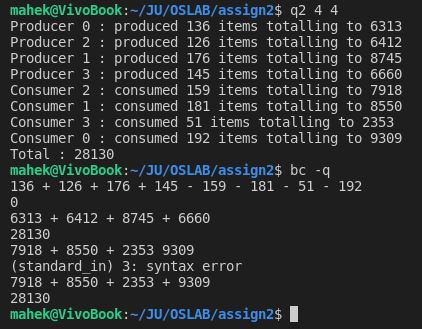 mahek@VivoBook:~/JU/OSLAB/assign2$ q2 4 4
Producer 0 : produced 136 items totalling to 6313
Producer 2 : produced 126 items totalling to 6412
Producer 1 : produced 176 items totalling to 8745
Producer 3 : produced 145 items totalling to 6660
Consumer 2 : consumed 159 items totalling to 7918
Consumer 1 : consumed 181 items totalling to 8550
Consumer 3 : consumed 51 items totalling to 2353
Consumer 0 : consumed 192 items totalling to 9309
Total : 28130
mahek@VivoBook:~/JU/OSLAB/assign2$ bc -q
136 + 126 + 176 + 145 - 159 - 181 - 51 - 192
0
6313 + 6412 + 8745 + 6660
28130
7918 + 8550 + 2353 9309
(standard_in) 3: syntax error
7918 + 8550 + 2353 + 9309
28130
mahek@VivoBook:~/JU/OSLAB/assign2$